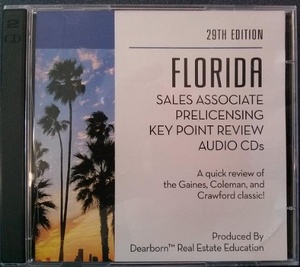 29TH EDITION
FLORIDA
SALES ASSOCIATE
PRELICENSING
KEY POINT REVIEW
AUDIO CDs
A quick review of
the Gaines, Coleman, and
Crawford classic!
Produced By
Dearborn™ Real Estate Education